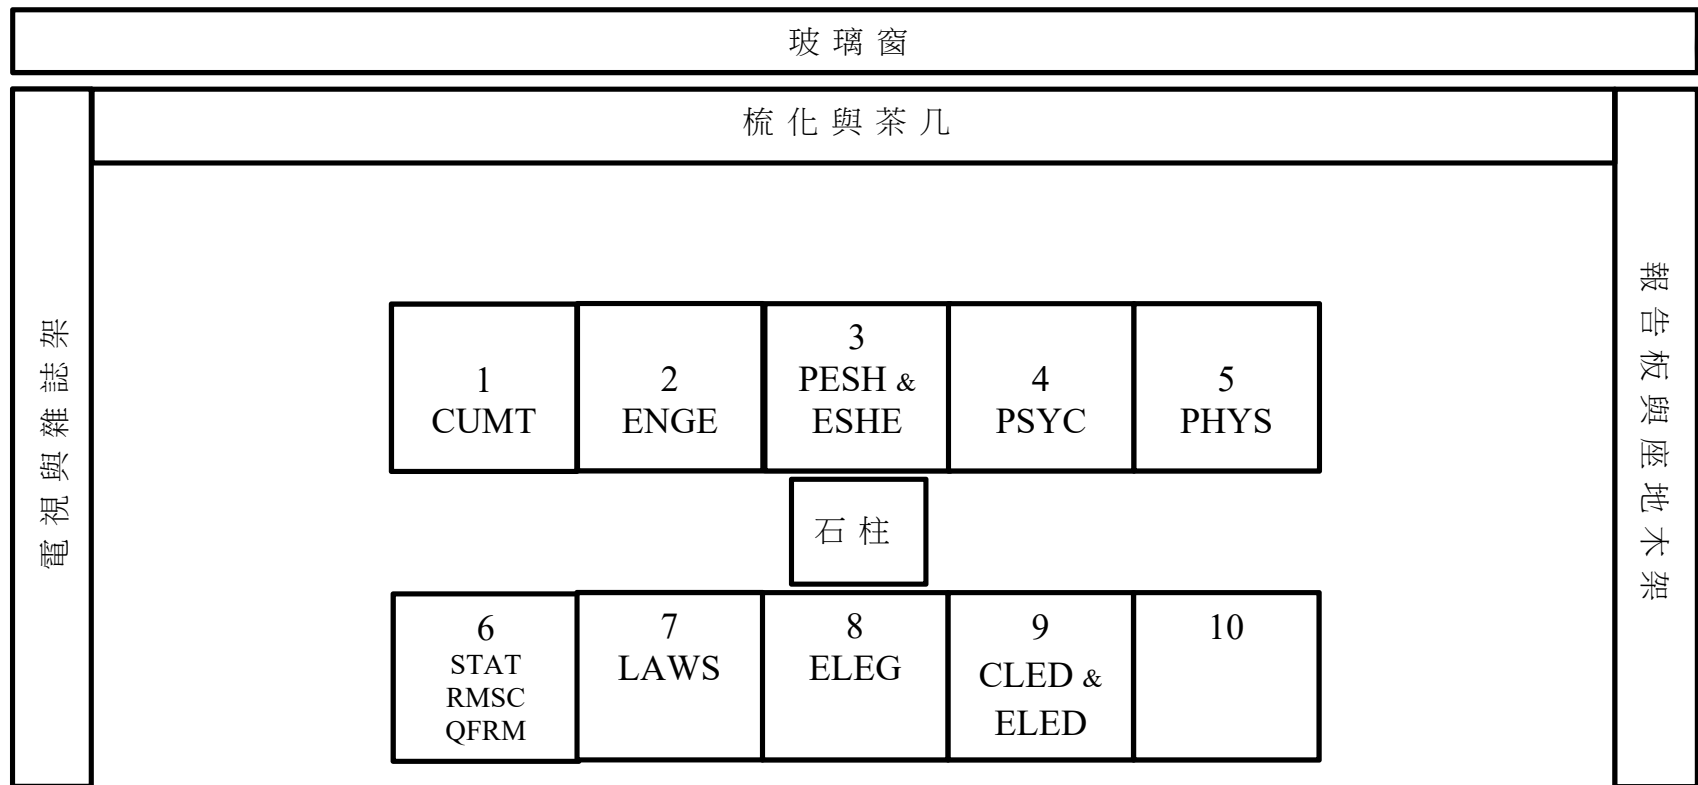 玻璃窗
梳化與茶几
電視與雜誌架
報告板與座地木架
1
CUMT
2
ENGE
3
PESH &
ESHE
4
PSYC
5
PHYS
石柱
6
STAT
RMSC
QFRM
7
LAWS
8
ELEG
9
CLED &
ELED
10